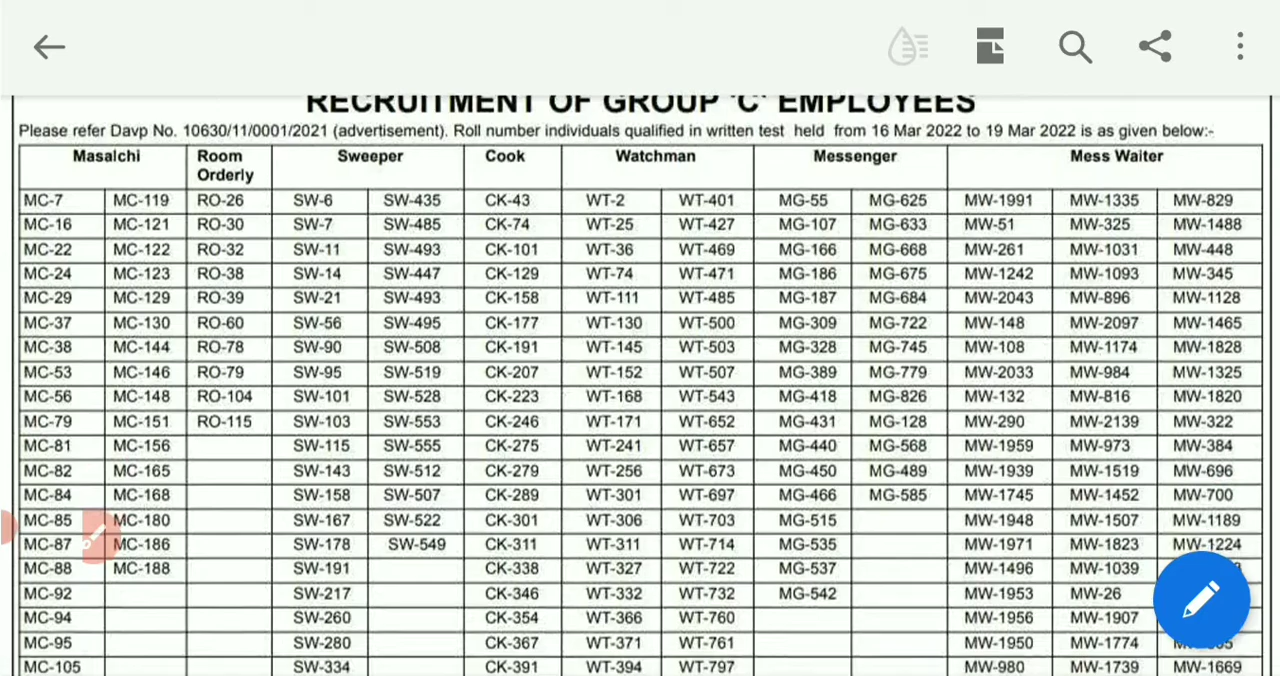 RECRUITMENT OF GROUP 'C' EMPLOYEES
Please refer Davp No. 10630/11/0001/2021 (advertisement). Roll number individuals qualified in written test held from 16 Mar 2022 to 19 Mar 2022 is as given below:-
Masalchi Room Orderly Sweeper Cook Watchman Messenger Mess Waiter
MC-7 MC-119 RO-26 SW-6 SW-435 CK-43 WT-2 WT-401 MG-55 MG-625 MW-1991 MW-1335 MW-829
MC-16 MC-121 RO-30 SW-7 SW-485 CK-74 WT-25 WT-427 MG-107 MG-633 MW-51 MW-325 MW-1488
MC-22 MC-122 RO-32 SW-11 SW-493 CK-101 WT-36 WT-469 MG-166 MG-668 MW-261 MW-1031 MW-448
MC-24 MC-123 RO-38 SW-14 SW-447 CK-129 WT-74 WT-471 MG-186 MG-675 MW-1242 MW-1093 MW-345
MC-29 MC-129 RO-39 SW-21 SW-493 CK-158 WT-111 WT-485 MG-187 MG-684 MW-2043 MW-896 MW-1128
MC-37 MC-130 RO-60 SW-56 SW-495 CK-177 WT-130 WT-500 MG-309 MG-722 MW-148 MW-2097 MW-1465
MC-38 MC-144 RO-78 SW-90 SW-508 CK-191 WT-145 WT-503 MG-328 MG-745 MW-108 MW-1174 MW-1828
MC-53 MC-146 RO-79 SW-95 SW-519 CK-207 WT-152 WT-507 MG-389 MG-779 MW-2033 MW-984 MW-1325
MC-56 MC-148 RO-104 SW-101 SW-528 CK-223 WT-168 WT-543 MG-418 MG-826 MW-132 MW-816 MW-1820
MC-79 MC-151 RO-115 SW-103 SW-553 CK-246 WT-171 WT-652 MG-431 MG-128 MW-290 MW-2139 MW-322
MC-81 MC-156 SW-115 SW-555 CK-275 WT-241 WT-657 MG-440 MG-568 MW-1959 MW-973 MW-384
MC-82 MC-165 SW-143 SW-512 CK-279 WT-256 WT-673 MG-450 MG-489 MW-1939 MW-1519 MW-696
MC-84 MC-168 SW-158 SW-507 CK-289 WT-301 WT-697 MG-466 MG-585 MW-1745 MW-1452 MW-700
MC-85 MC-180 SW-167 SW-522 CK-301 WT-306 WT-703 MG-515 MW-1948 MW-1507 MW-1189
MC-87 MC-186 SW-178 SW-549 CK-311 WT-311 WT-714 MG-535 MW-1971 MW-1823 MW-1224
MC-88 MC-188 SW-191 CK-338 WT-327 WT-722 MG-537 MW-1496 MW-1039
MC-92 SW-217 CK-346 WT-332 WT-732 MG-542 MW-1953 MW-26
MC-94 SW-260 CK-354 WT-366 WT-760 MW-1956 MW-1907
MC-95 SW-280 CK-367 WT-371 WT-761 MW-1950 MW-1774
MC-105 SW-334 CK-391 WT-394 WT-797 MW-980 MW-1739 MW-1669